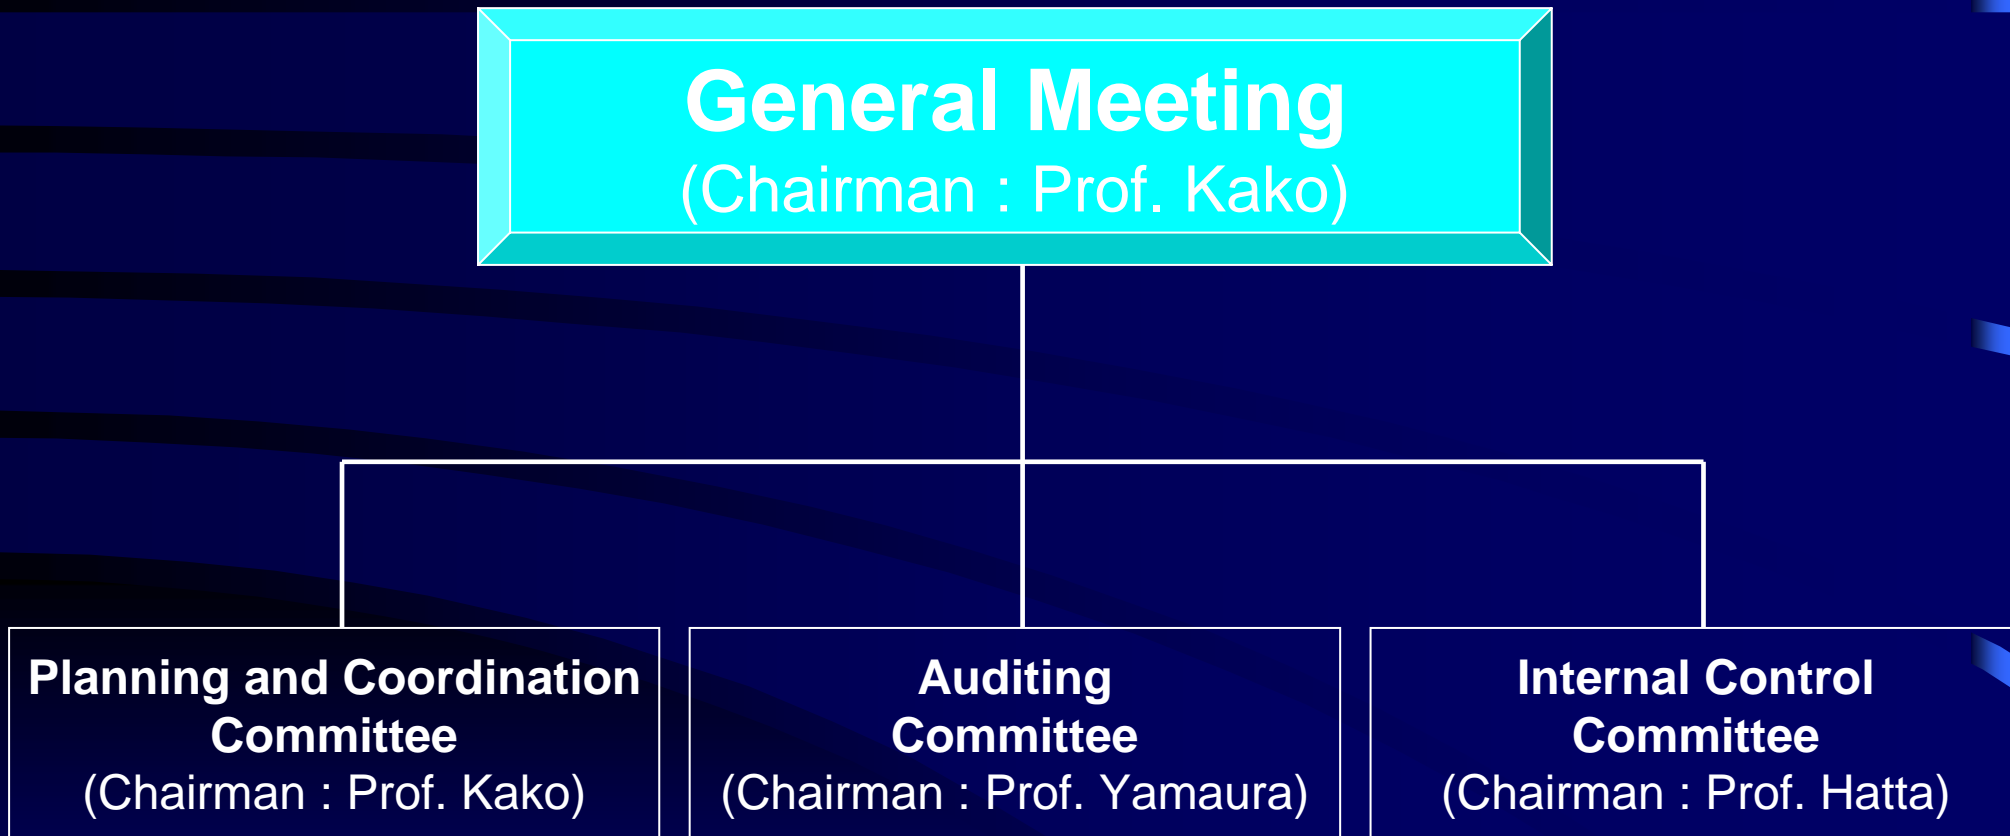 General Meeting
(Chairman : Prof. Kako)
Planning and Coordination
Committee
(Chairman : Prof. Kako)
Auditing
Committee
(Chairman : Prof. Yamaura)
Internal Control
Committee
(Chairman : Prof. Hatta)